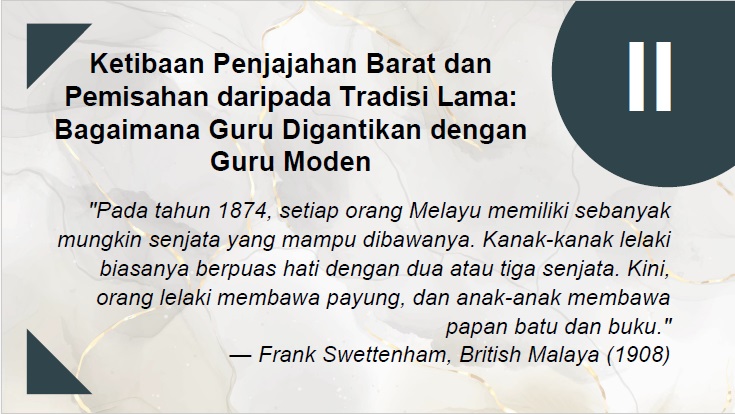 Ketibaan Penjajahan Barat dan
Pemisahan daripada Tradisi Lama:
Bagaimana Guru Digantikan dengan
Guru Moden
II
"Pada tahun 1874, setiap orang Melayu memiliki sebanyak
mungkin senjata yang mampu dibawanya. Kanak-kanak lelaki
biasanya berpuas hati dengan dua atau tiga senjata. Kini,
orang lelaki membawa payung, dan anak-anak membawa
papan batu dan buku."
— Frank Swettenham, British Malaya (1908)